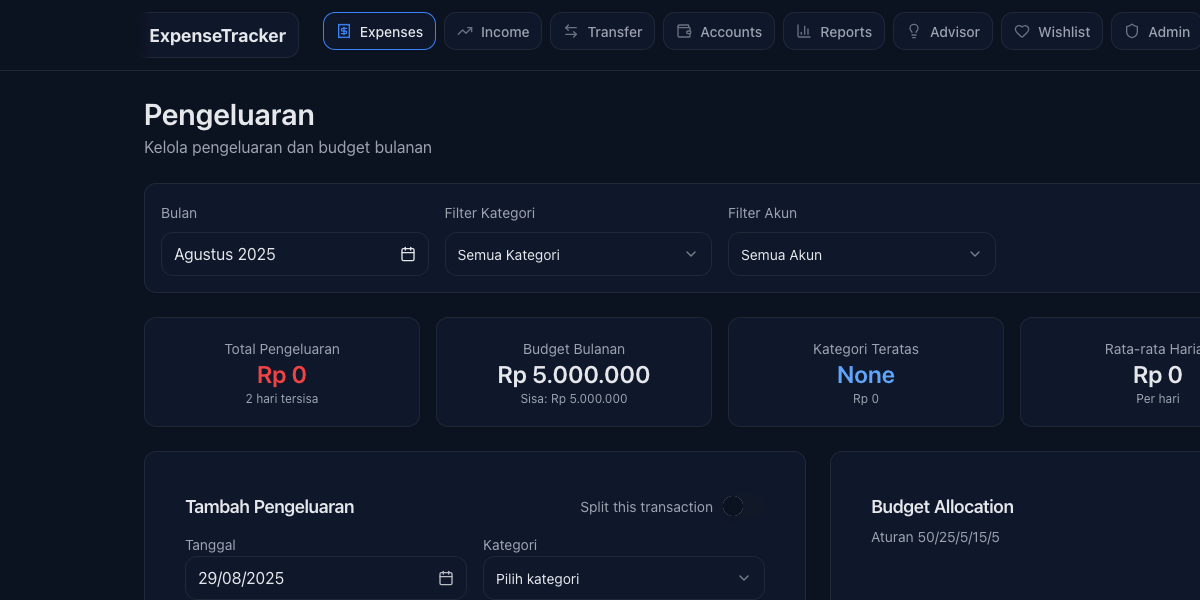 ExpenseTracker
Expenses
Income
Transfer
Accounts
Reports
Advisor
Wishlist
Admin
Pengeluaran
Kelola pengeluaran dan budget bulanan
Bulan
Filter Kategori
Filter Akun
Agustus 2025
Semua Kategori
Semua Akun
Total Pengeluaran
Rp 0
2 hari tersisa
Budget Bulanan
Rp 5.000.000
Sisa: Rp 5.000.000
Kategori Teratas
None
Rp 0
Rata-rata Haria
Rp 0
Per hari
Tambah Pengeluaran
Split this transaction
Tanggal
Kategori
29/08/2025
Pilih kategori
Budget Allocation
Aturan 50/25/5/15/5